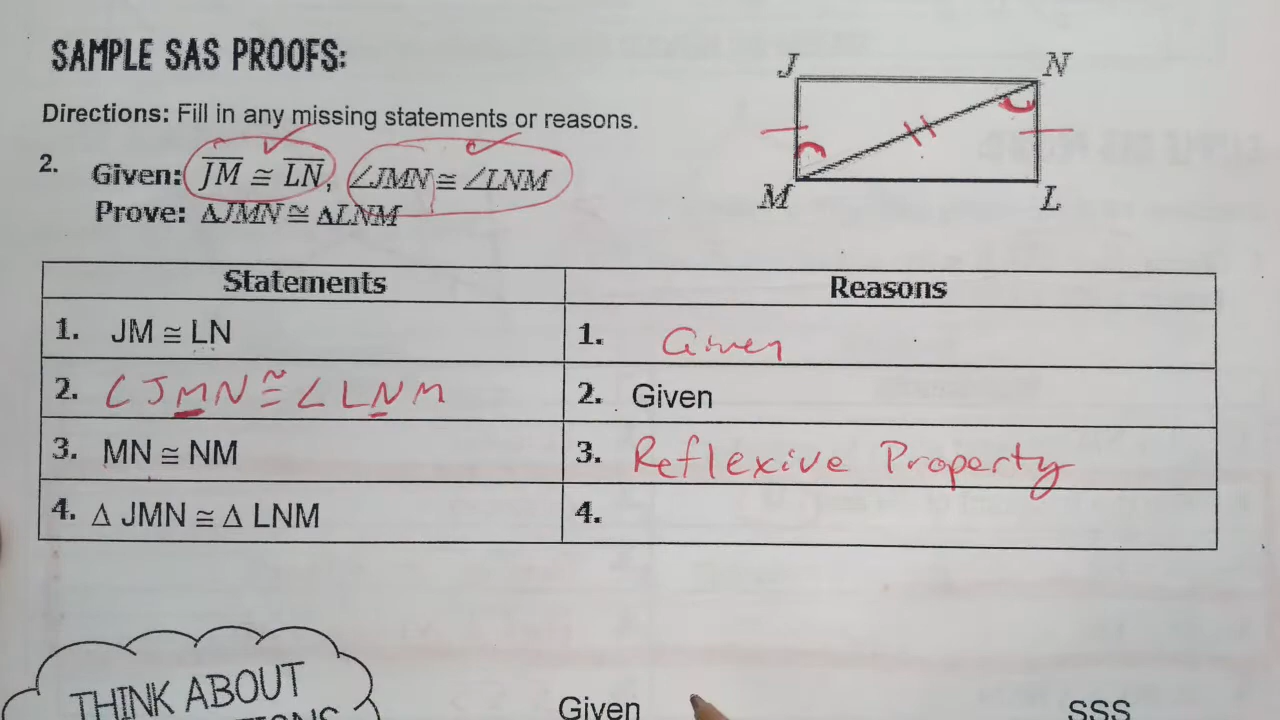 SAMPLE SAS PROOFS:
Directions: Fill in any missing statements or reasons.
2. Given: JM ≅ LN, ∠JMN ≅ ∠LNM
Prove: ΔJMN ≅ ΔLNM
J N
M L
Statements Reasons
1. JM ≅ LN 1. Given
2. ∠JMN ≅ ∠LNM 2. Given
3. MN ≅ NM 3. Reflexive Property
4. Δ JMN ≅ Δ LNM 4.
THINK ABOUT
Given SSS